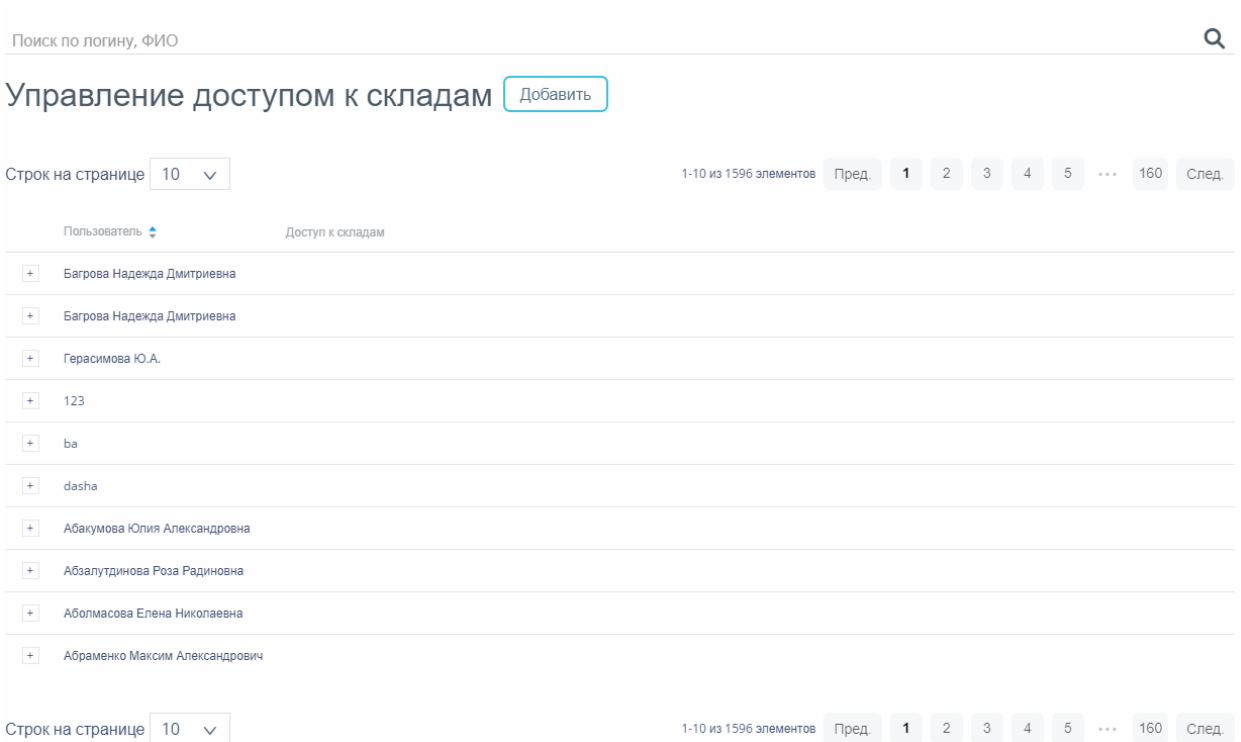 Поиск по логину, ФИО
Управление доступом к складам Добавить
Строк на странице 10 1-10 из 1596 элементов Пред. 1 2 3 4 5 ••• 160 След.
Пользователь Доступ к складам
+ Багрова Надежда Дмитриевна
+ Багрова Надежда Дмитриевна
+ Герасимова Ю.А.
+ 123
+ ba
+ dasha
+ Абакумова Юлия Александровна
+ Абзалутдинова Роза Радиновна
+ Аболмасова Елена Николаевна
+ Абраменко Максим Александрович
Строк на странице 10 1-10 из 1596 элементов Пред. 1 2 3 4 5 ••• 160 След.